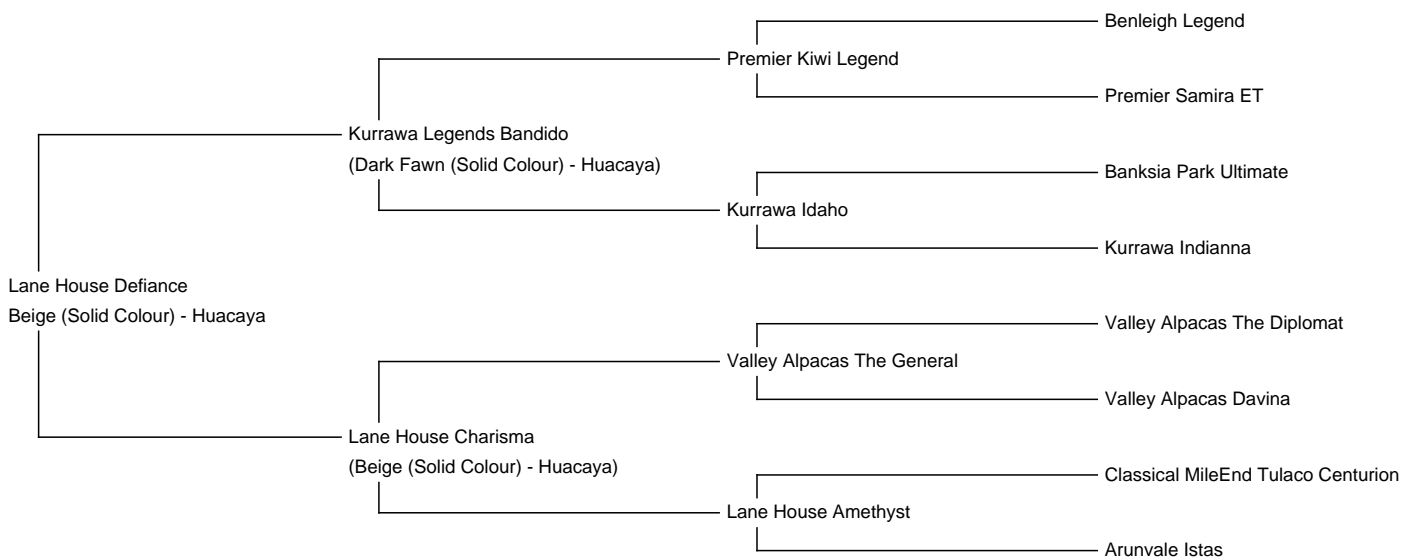 Benleigh Legend
Premier Kiwi Legend
Premier Samira ET
Kurrawa Legends Bandido
(Dark Fawn (Solid Colour) - Huacaya)
Banksia Park Ultimate
Kurrawa Idaho
Kurrawa Indianna
Lane House Defiance
Beige (Solid Colour) - Huacaya
Valley Alpacas The Diplomat
Valley Alpacas The General
Valley Alpacas Davina
Lane House Charisma
(Beige (Solid Colour) - Huacaya)
Classical MileEnd Tulaco Centurion
Lane House Amethyst
Arunvale Istas